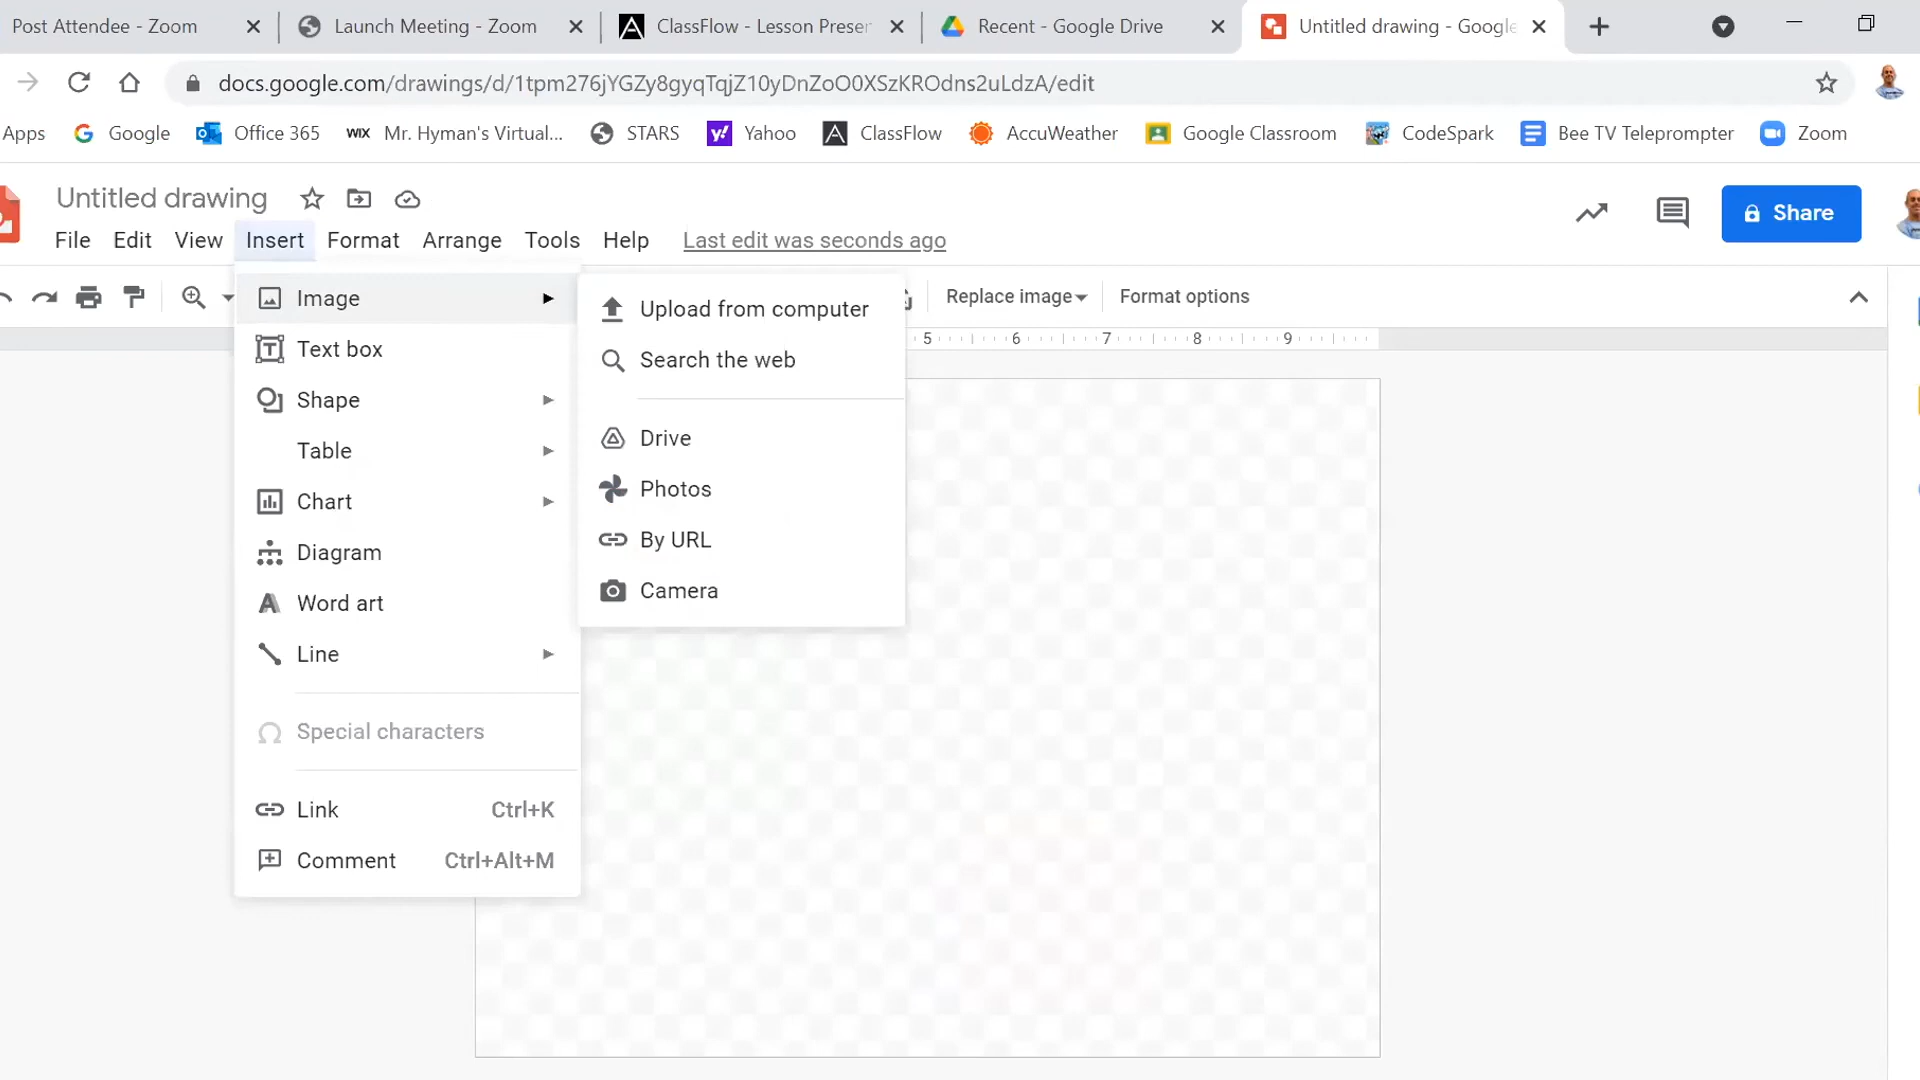 Post Attendee - Zoom
Launch Meeting - Zoom
ClassFlow - Lesson Preser
Recent - Google Drive
Untitled drawing - Google
docs.google.com/drawings/d/1tpm276jYGZy8gyqTqjZ10yDnZoO0XSzKROdns2uLdzA/edit
Apps
Google
Office 365
WIX Mr. Hyman's Virtual...
STARS
Yahoo
ClassFlow
AccuWeather
Google Classroom
CodeSpark
Bee TV Teleprompter
Zoom
Untitled drawing
Share
File Edit View Insert Format Arrange Tools Help Last edit was seconds ago
Replace image
Format options
5 6 7 8 9
Image
Text box
Shape
Table
Chart
Diagram
Word art
Line
Special characters
Link Ctrl+K
Comment Ctrl+Alt+M
Upload from computer
Search the web
Drive
Photos
By URL
Camera